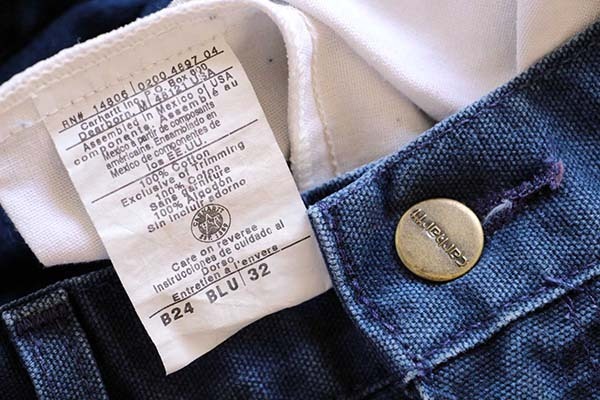 RN#. 14806 0200 4897 04
Carhartt Inc., P.O. Box 600
Dearborn, MI 48121 USA
Assembled in Mexico of USA
components. Assemblé au
Mexico à partir de composants
américains. en
Mexico de componentes de
los EE.UU.
100% Cotton
Exclusive of Trimming
100% Coton
Sans Garniture
100% Algodón
Sin incluir adorno
Care on reverse
Instrucciones de cuidado al
Dorso
Entretien à l'envers
B24 BLU 32
carhartt